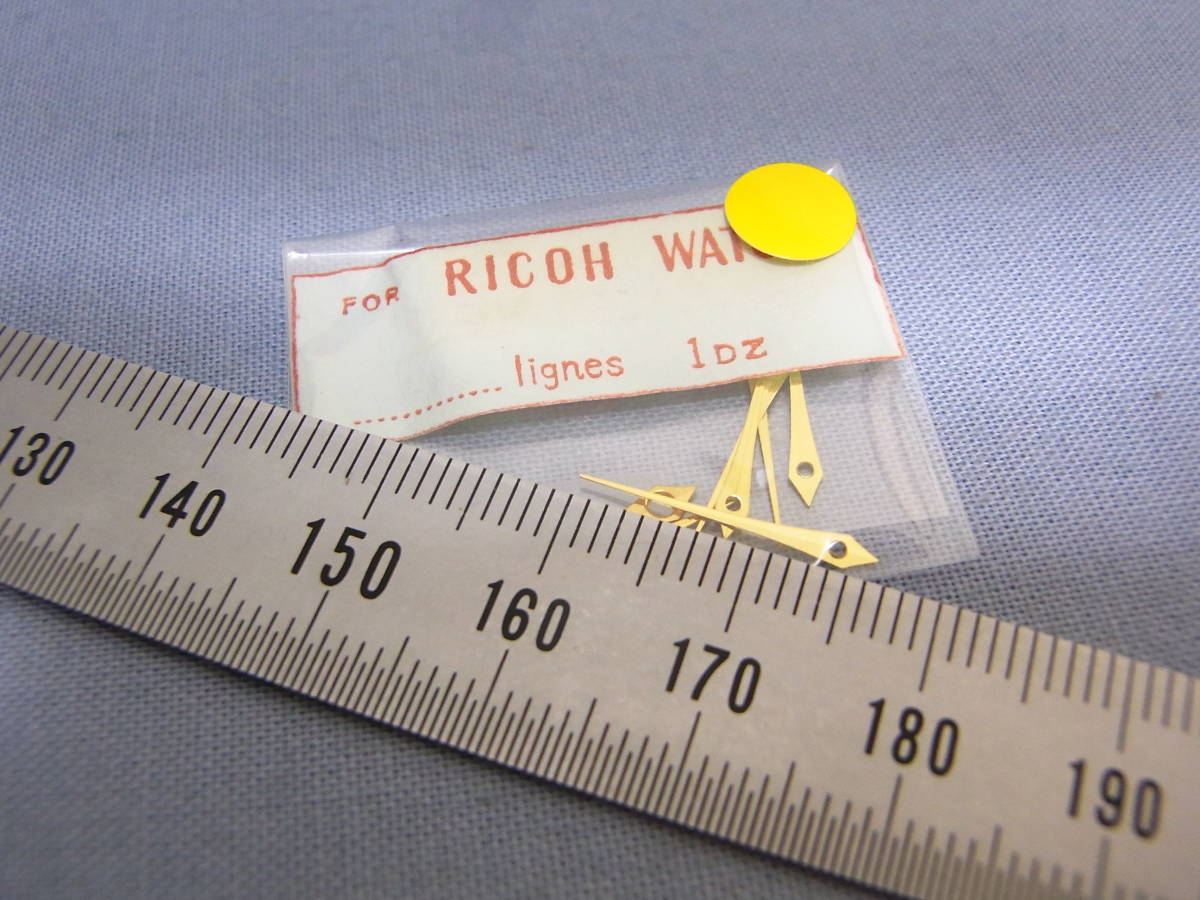 FOR RICOH WAT
............ lignes 1DZ
130 140 150 160 170 180 190